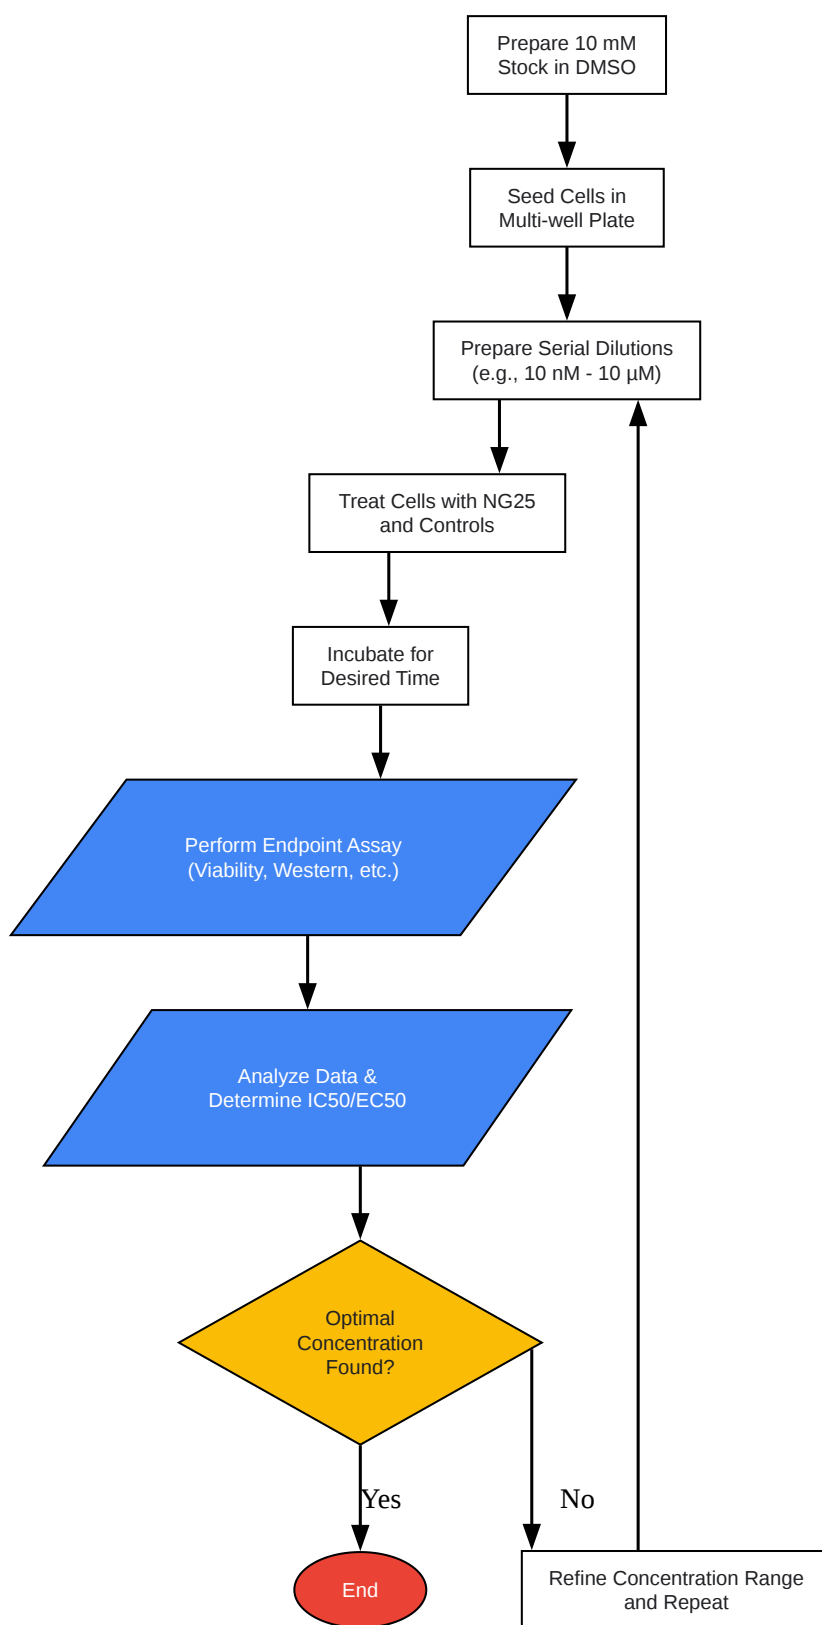 Prepare 10 mM
Stock in DMSO
Seed Cells in
Multi-well Plate
Prepare Serial Dilutions
(e.g., 10 nM - 10 µM)
Treat Cells with NG25
and Controls
Incubate for
Desired Time
Perform Endpoint Assay
(Viability, Western, etc.)
Analyze Data &
Determine IC50/EC50
Optimal
Concentration
Found?
Yes
No
End
Refine Concentration Range
and Repeat